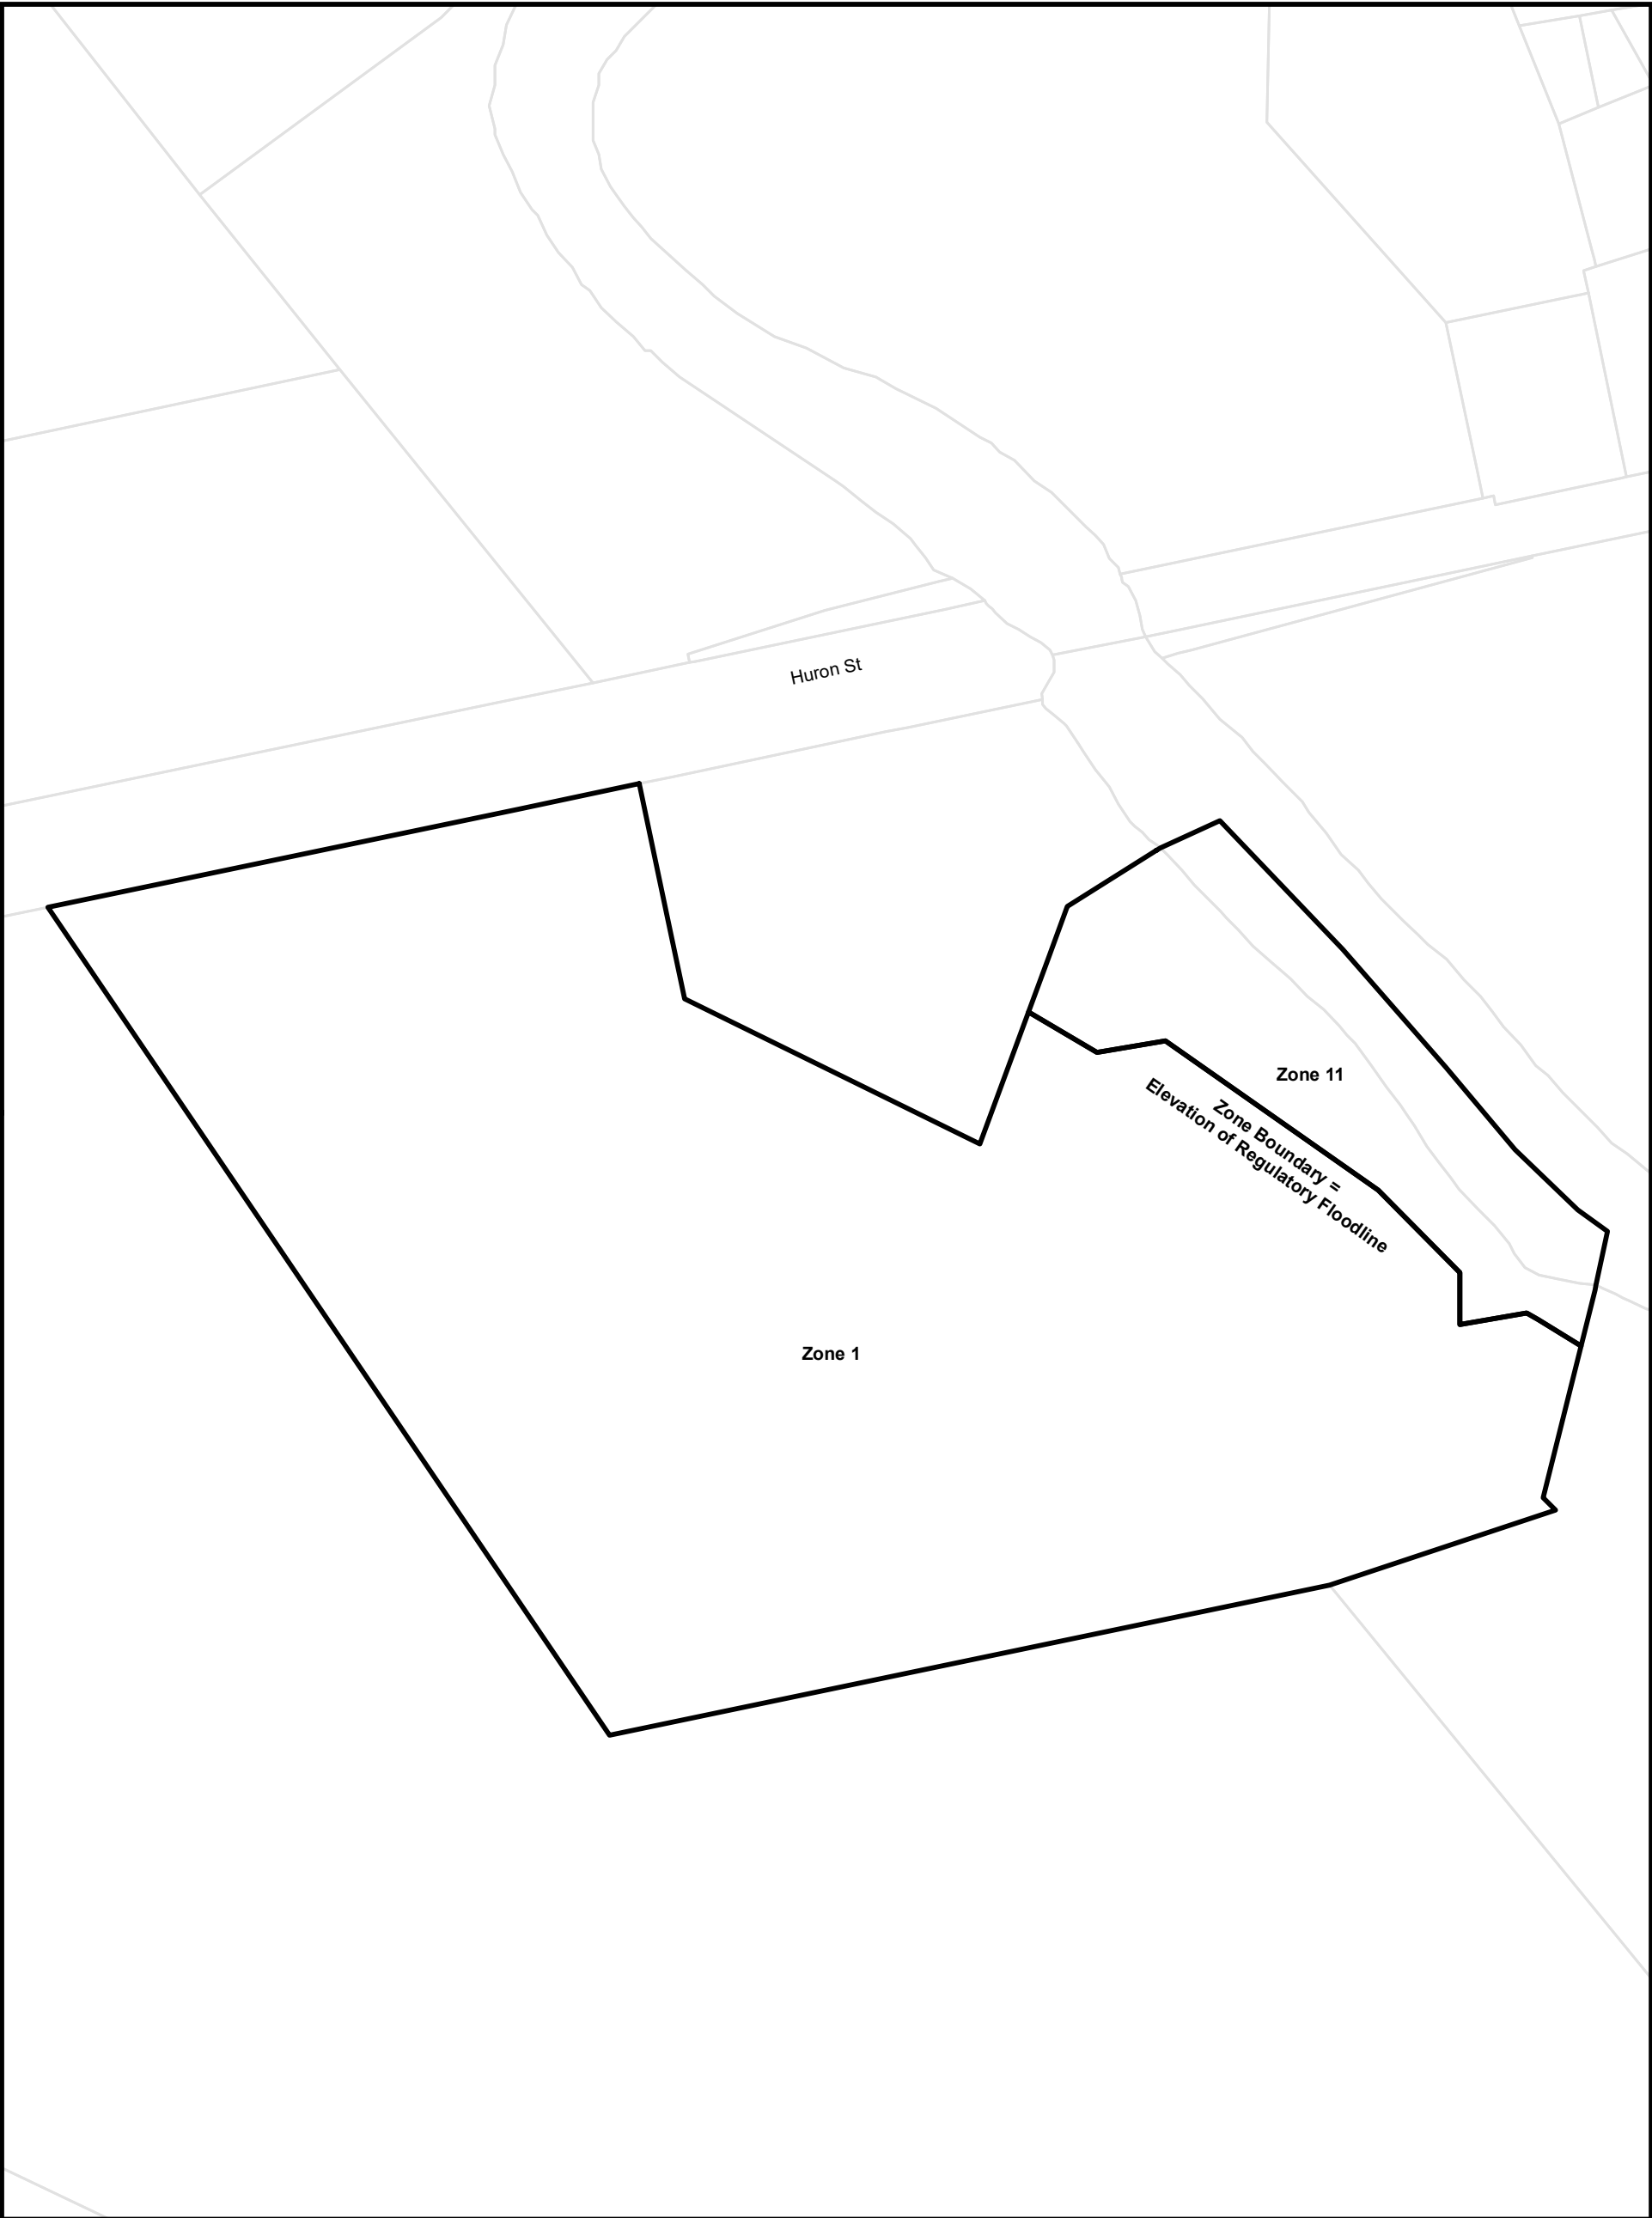 Huron St
Zone 11
Zone Boundary =
Elevation of Regulatory Floodline
Zone 1